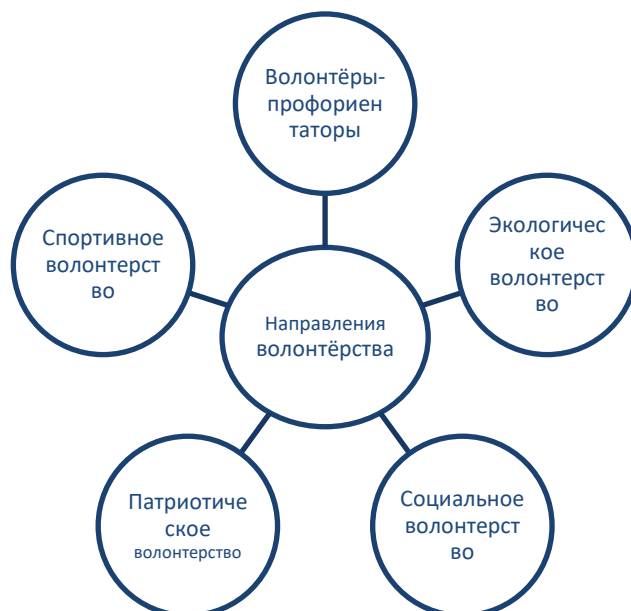 Волонтёры-
профориен
таторы
Спортивное
волонтерст
во
Экологичес
кое
волонтерст
во
Направления
волонтёрства
Патриотиче
ское
волонтерство
Социальное
волонтерст
во